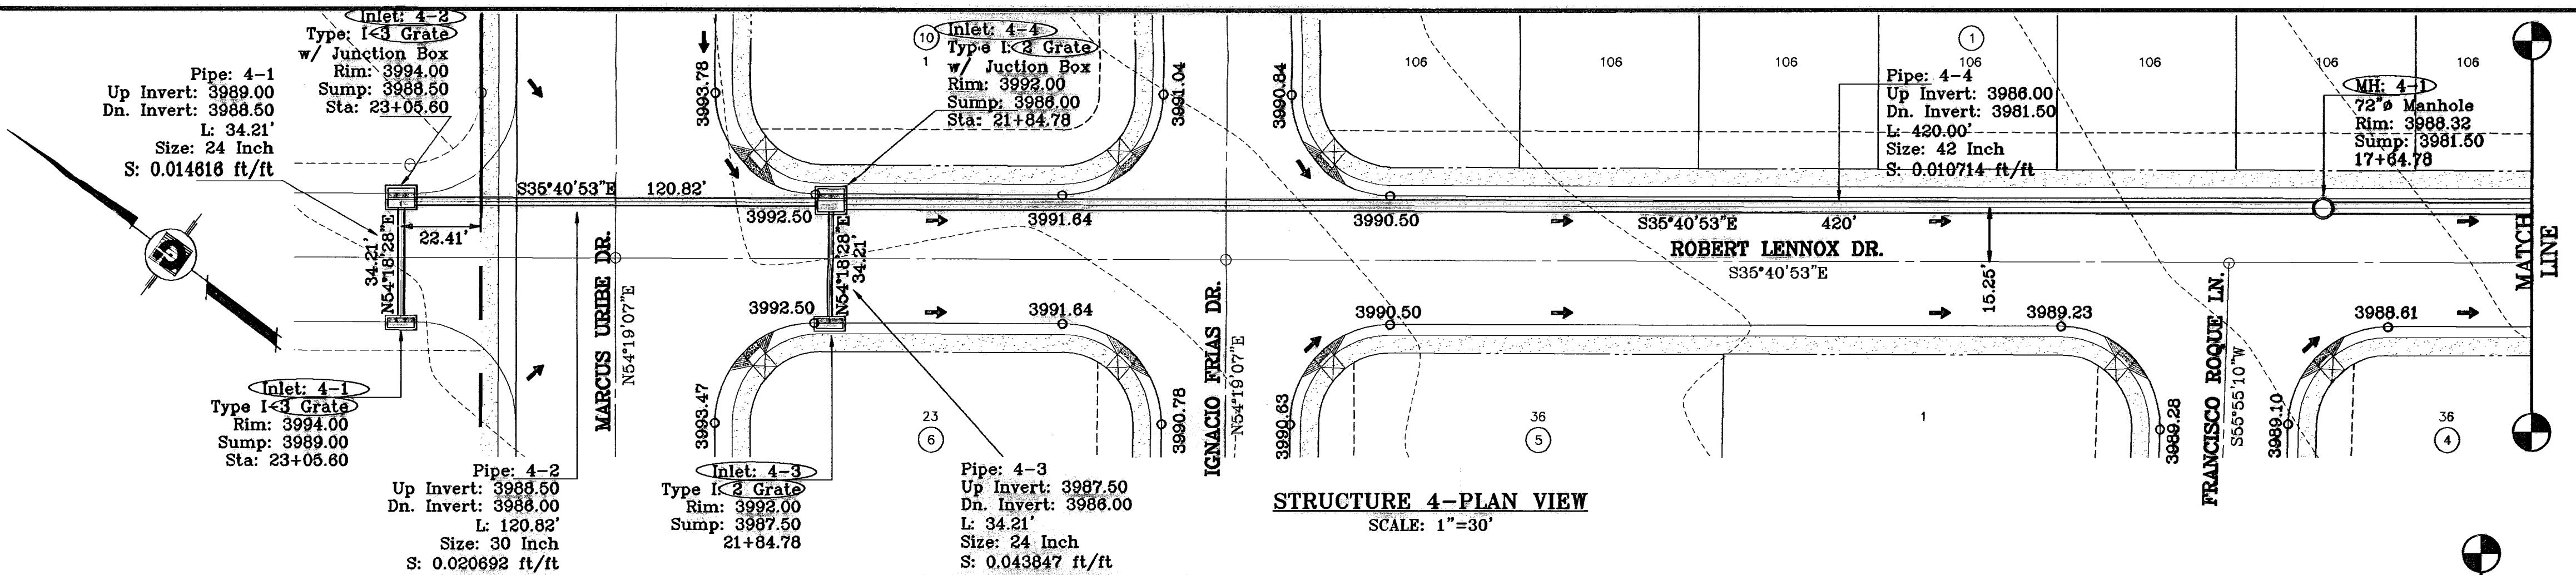 Inlet: 4-2
Type: I-3 Grate
w/ Junction Box
Rim: 3994.00
Sump: 3988.50
Sta: 23+05.60
Pipe: 4-1
Up Invert: 3989.00
Dn. Invert: 3988.50
L: 34.21'
Size: 24 Inch
S: 0.014616 ft/ft
10
1
Inlet: 4-4
Type I: 2 Grate
w/ Juction Box
Rim: 3992.00
Sump: 3986.00
Sta: 21+84.78
3993.78
3991.04
3990.84
1
106
106
106
106
106
106
106
Pipe: 4-4
Up Invert: 3986.00
Dn. Invert: 3981.50
L: 420.00'
Size: 42 Inch
S: 0.010714 ft/ft
MH: 4-1
72"ø Manhole
Rim: 3988.32
Sump: 3981.50
17+64.78
S35°40'53"E 120.82'
3992.50
3991.64
3990.50
S35°40'53"E 420'
34.21'
N54°18'28"E
22.41'
MARCUS URIBE DR.
N54°19'07"E
N54°18'28"E
34.21'
ROBERT LENNOX DR.
S35°40'53"E
15.25'
MATCH
LINE
3992.50
3991.64
3990.50
3989.23
3988.61
IGNACIO FRIAS DR.
N54°19'07"E
FRANCISCO ROQUE LN.
S55°55'10"W
3993.47
3990.78
3990.63
3989.28
3989.10
23
6
36
5
1
36
4
Inlet: 4-1
Type I-3 Grate
Rim: 3994.00
Sump: 3989.00
Sta: 23+05.60
Pipe: 4-2
Up Invert: 3988.50
Dn. Invert: 3986.00
L: 120.82'
Size: 30 Inch
S: 0.020692 ft/ft
Inlet: 4-3
Type I: 2 Grate
Rim: 3992.00
Sump: 3987.50
21+84.78
Pipe: 4-3
Up Invert: 3987.50
Dn. Invert: 3986.00
L: 34.21'
Size: 24 Inch
S: 0.043847 ft/ft
STRUCTURE 4-PLAN VIEW
SCALE: 1"=30'